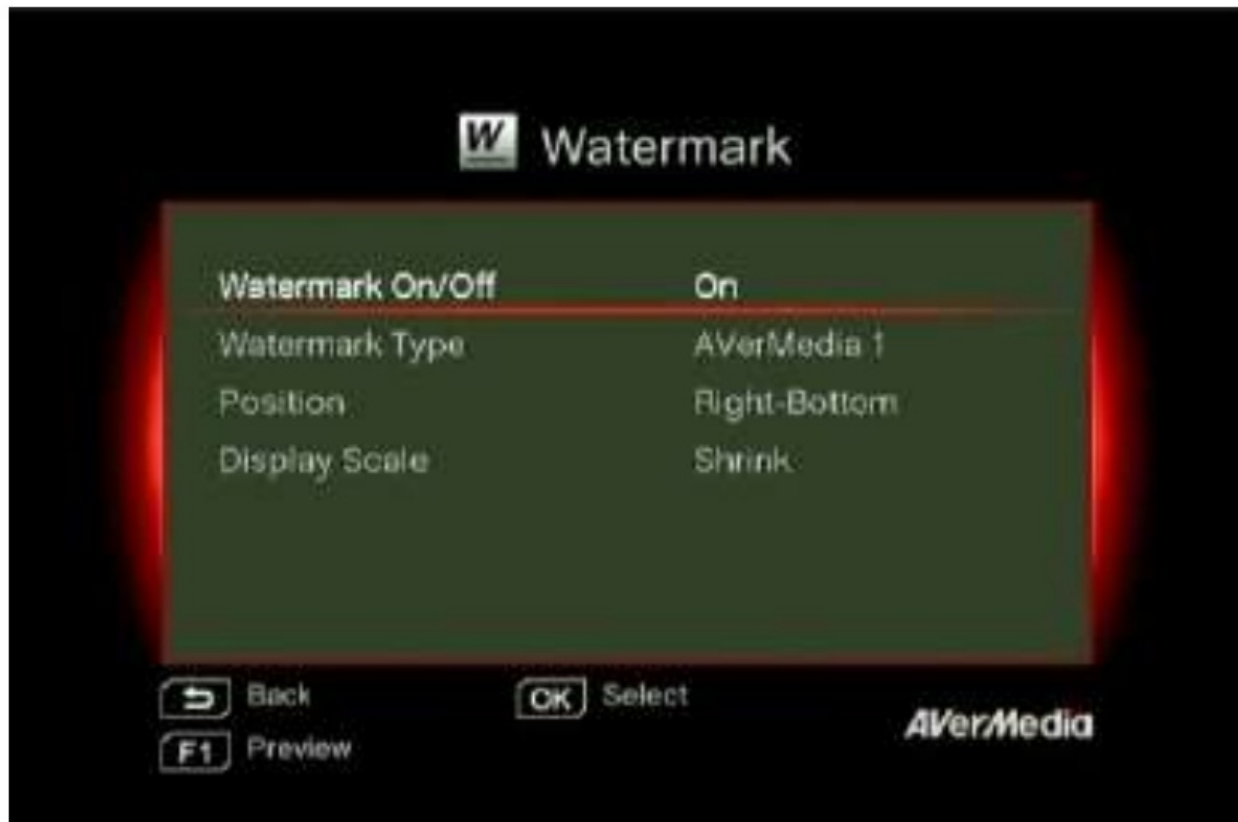 W Watermark
Watermark On/Off On
Watermark Type AVerMedia 1
Position Right-Bottom
Display Scale Shrink
Back OK Select
F1 Preview
AVerMedia